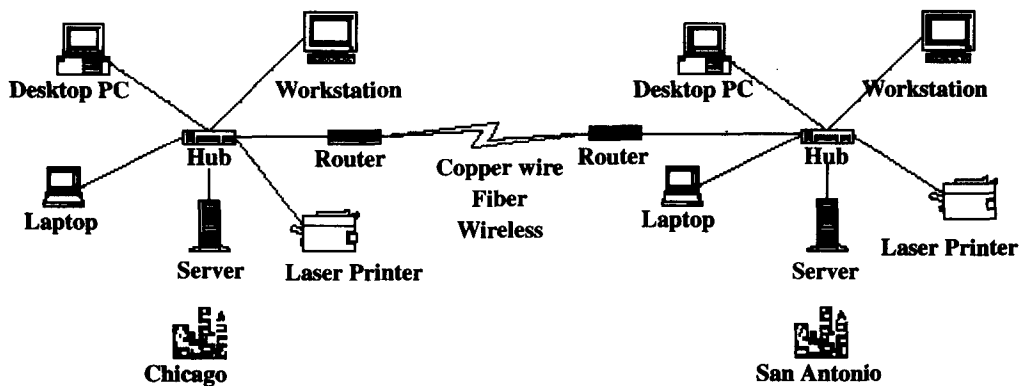 Desktop PC
Workstation
Hub
Router
Laptop
Server
Laser Printer
Chicago
Copper wire
Fiber
Wireless
Desktop PC
Workstation
Router
Hub
Laptop
Server
Laser Printer
San Antonio